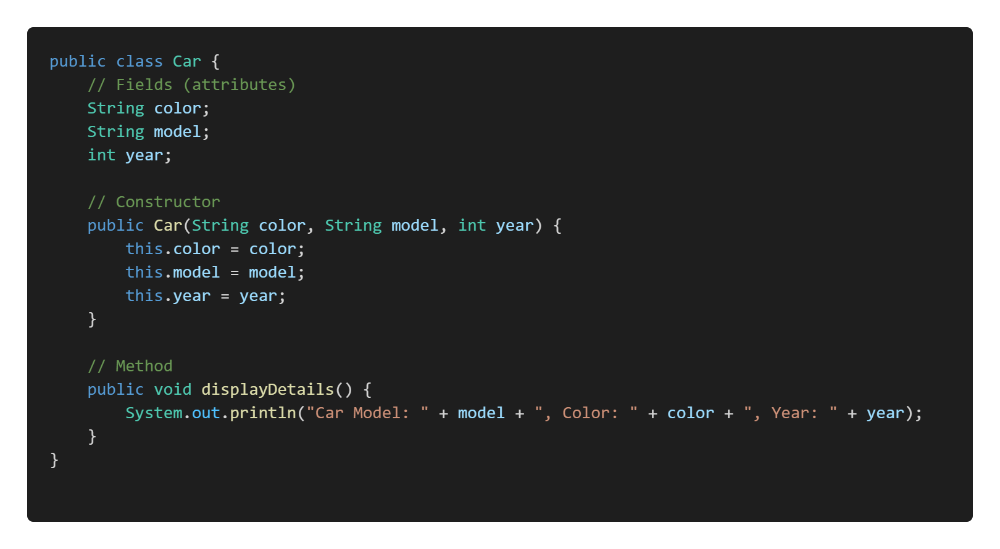 public class Car {
    // Fields (attributes)
    String color;
    String model;
    int year;

    // Constructor
    public Car(String color, String model, int year) {
        this.color = color;
        this.model = model;
        this.year = year;
    }

    // Method
    public void displayDetails() {
        System.out.println("Car Model: " + model + ", Color: " + color + ", Year: " + year);
    }
}